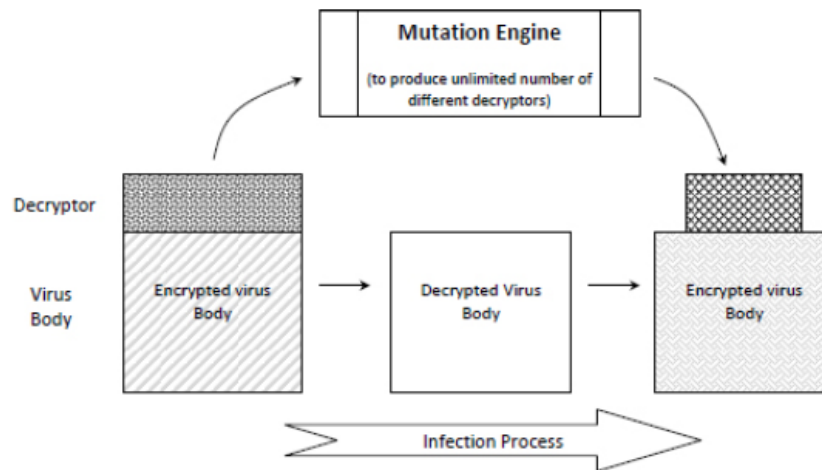 Mutation Engine
(to produce unlimited number of
different decryptors)
Decryptor
Virus
Body
Encrypted virus
Body
Decrypted Virus
Body
Encrypted virus
Body
Infection Process